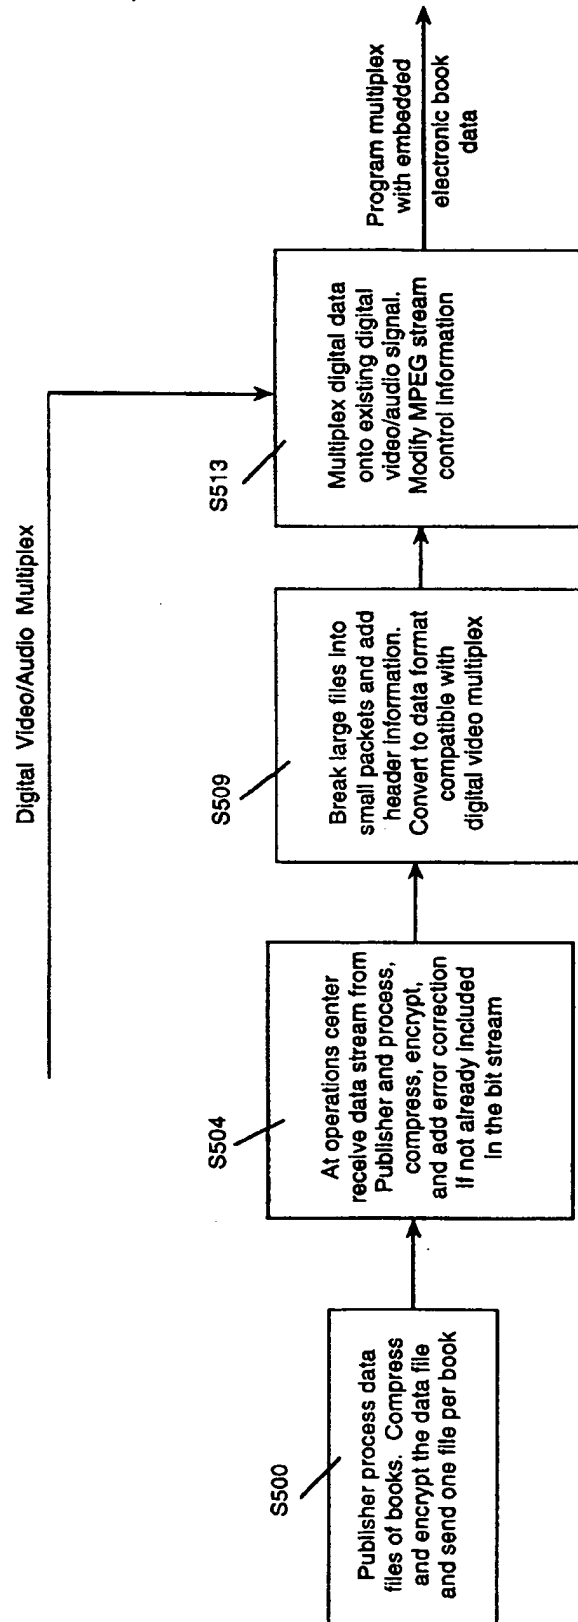 Digital Video/Audio Multiplex
S500
Publisher process data
files of books. Compress
and encrypt the data file
and send one file per book
S504
At operations center
receive data stream from
Publisher and process,
compress, encrypt,
and add error correction
If not already included
In the bit stream
S509
Break large files into
small packets and add
header information.
Convert to data format
compatible with
digital video multiplex
S513
Multiplex digital data
onto existing digital
video/audio signal.
Modify MPEG stream
control information
Program multiplex
with embedded
electronic book
data